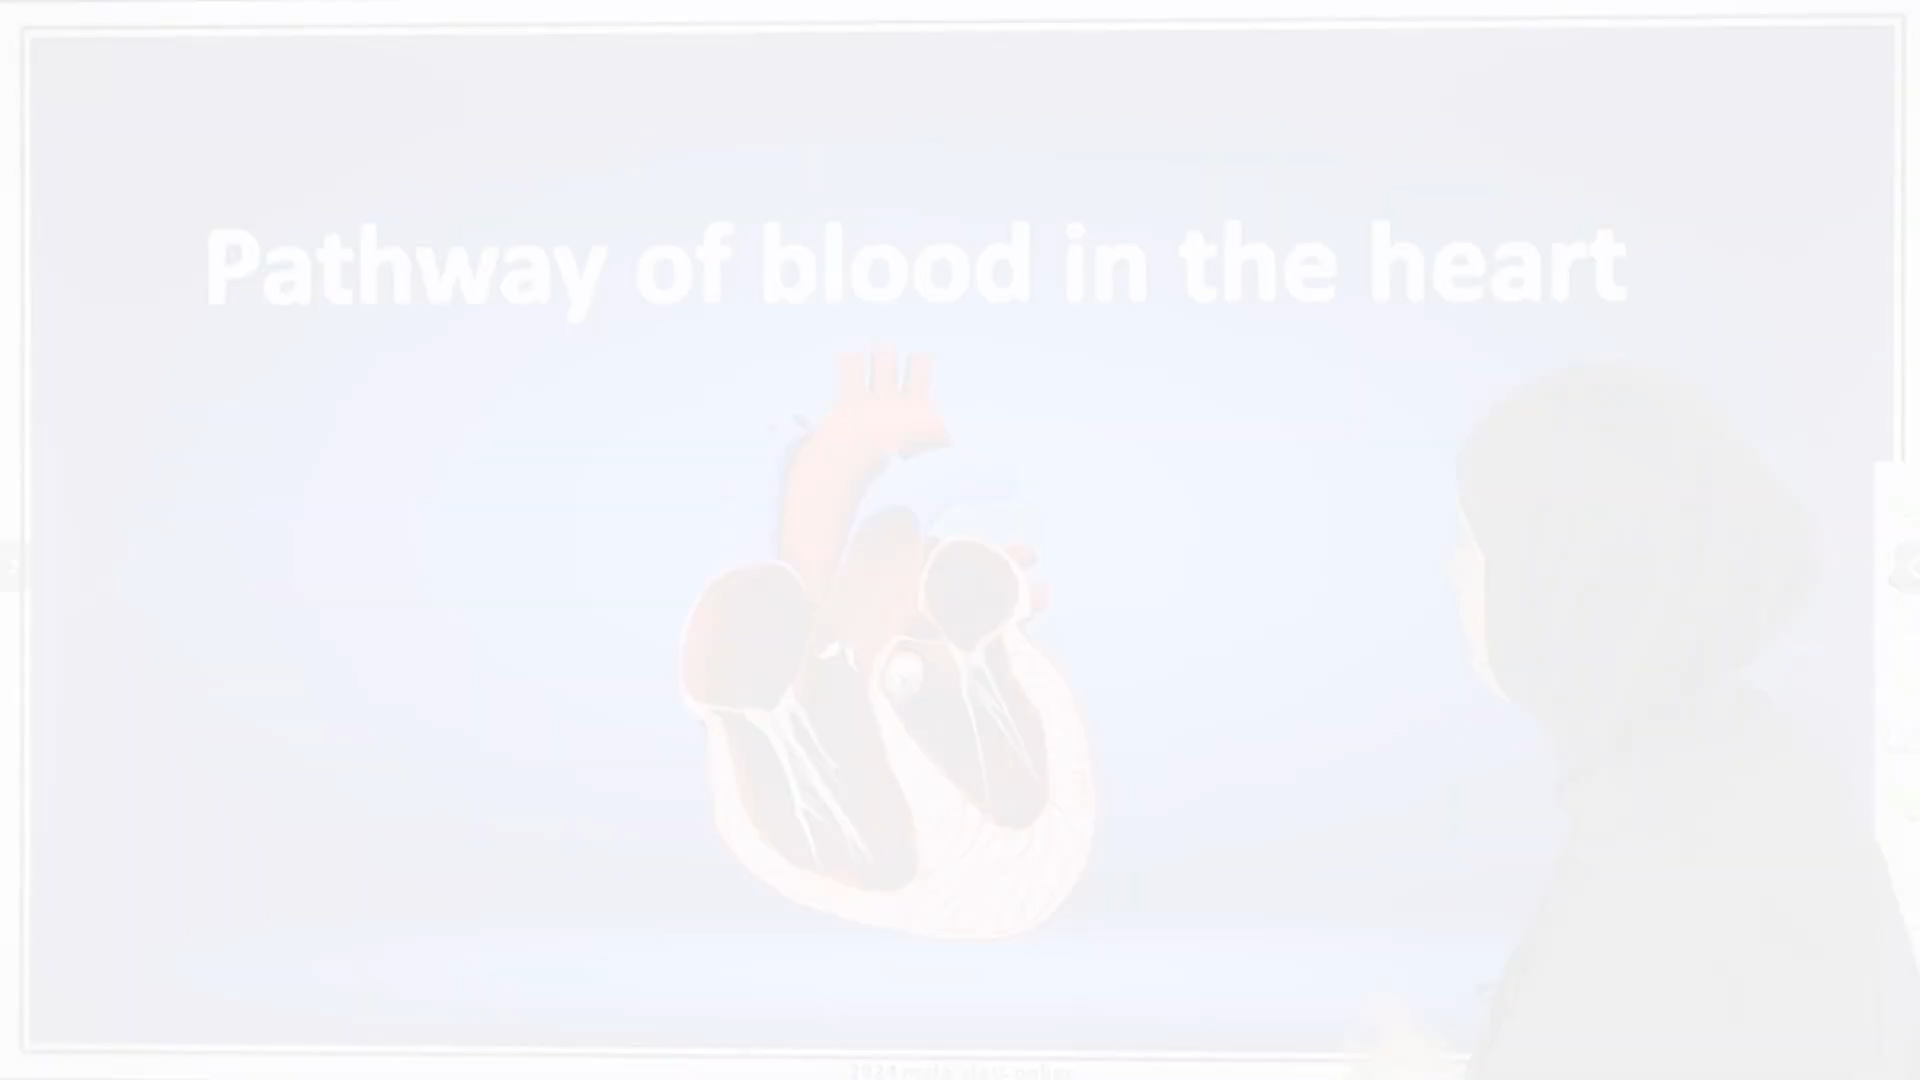 Pathway of blood in the heart